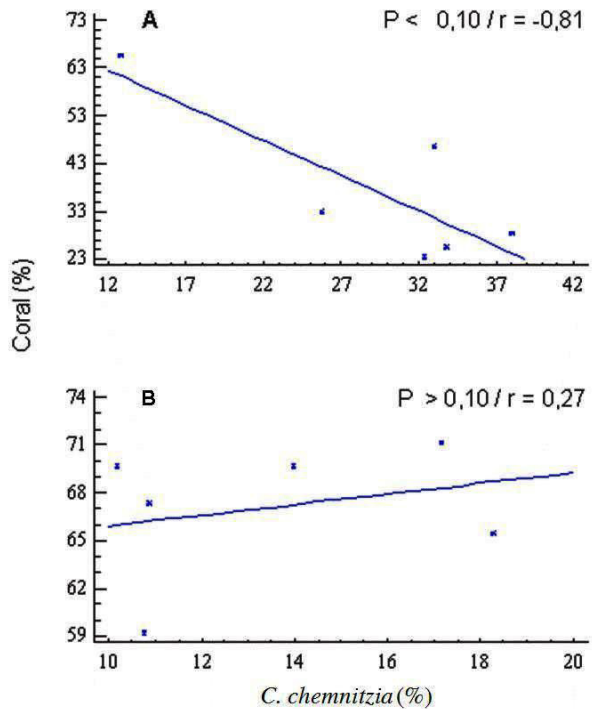 A
P < 0,10 / r = -0,81
73
63
53
43
33
23
12 17 22 27 32 37 42
Coral (%)
B
P > 0,10 / r = 0,27
74
71
68
65
62
59
10 12 14 16 18 20
C. chemnitzia (%)